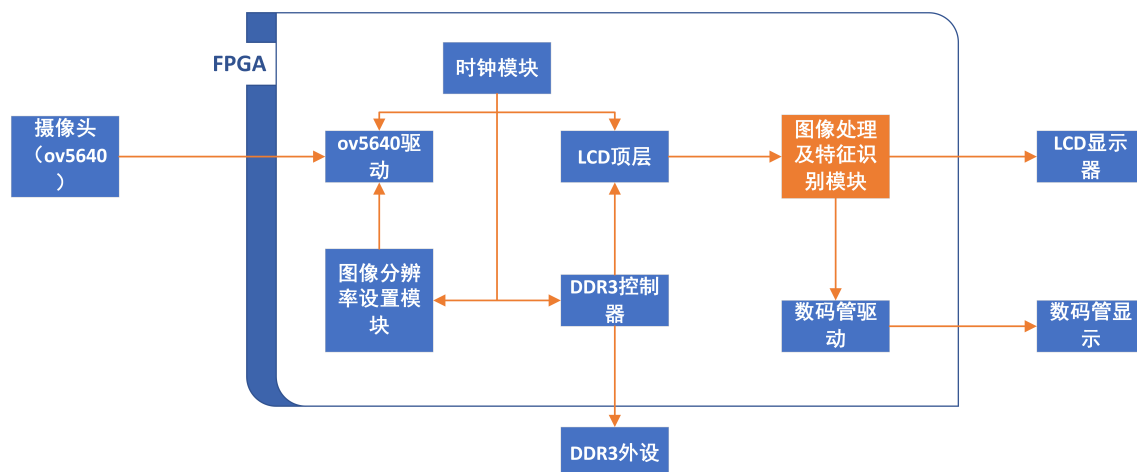 FPGA
时钟模块
摄像头
（ov5640
）
ov5640驱
动
LCD顶层
图像处理
及特征识
别模块
LCD显示
器
图像分辨
率设置模
块
DDR3控制
器
数码管驱
动
数码管显
示
DDR3外设